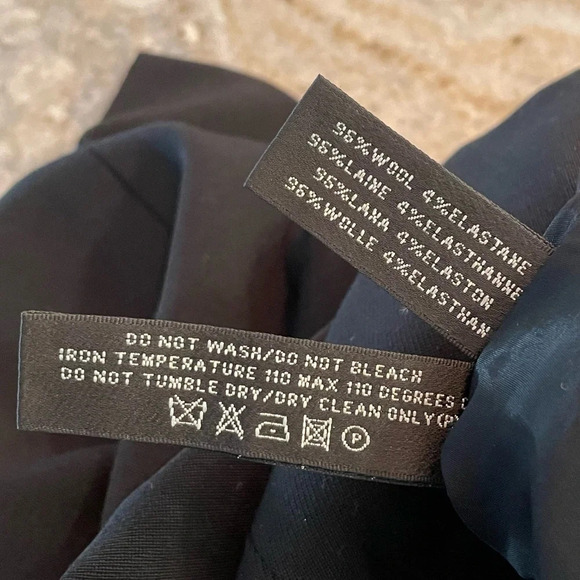 96%WOOL 4%ELASTANE
96%LAINE 4%ELASTHANNE
96%LANA 4%ELASTOM
96%WOLLE 4%ELASTHAN
DO NOT WASH/DO NOT BLEACH
IRON TEMPERATURE 110 MAX 110 DEGREES
DO NOT TUMBLE DRY/DRY CLEAN ONLY(P)
P